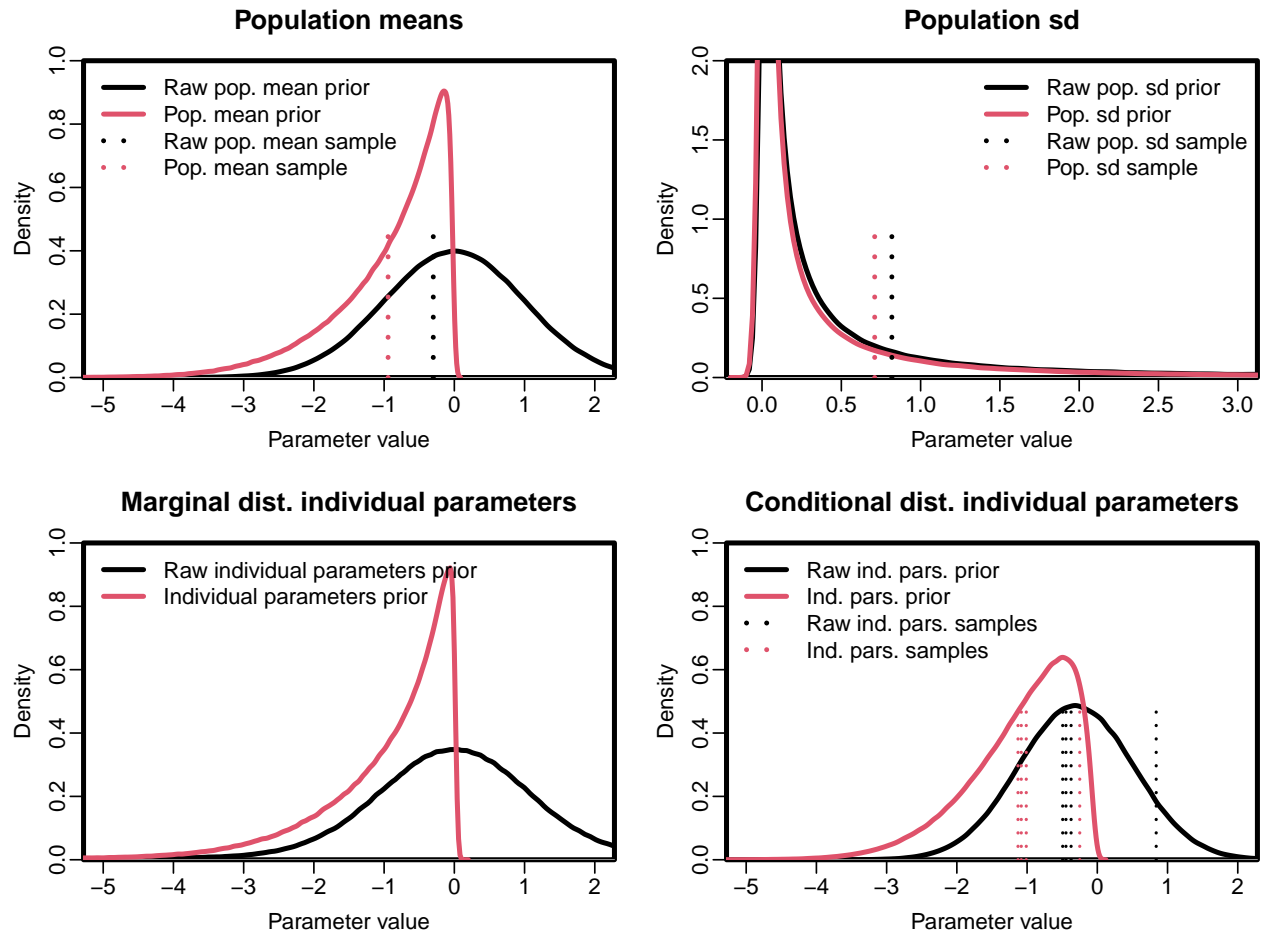 Population means
Raw pop. mean prior
Pop. mean prior
Raw pop. mean sample
Pop. mean sample
Density
0.0 0.2 0.4 0.6 0.8 1.0
−5 −4 −3 −2 −1 0 1 2
Parameter value
Population sd
Raw pop. sd prior
Pop. sd prior
Raw pop. sd sample
Pop. sd sample
Density
0.0 0.5 1.0 1.5 2.0
0.0 0.5 1.0 1.5 2.0 2.5 3.0
Parameter value
Marginal dist. individual parameters
Raw individual parameters prior
Individual parameters prior
Density
0.0 0.2 0.4 0.6 0.8 1.0
−5 −4 −3 −2 −1 0 1 2
Parameter value
Conditional dist. individual parameters
Raw ind. pars. prior
Ind. pars. prior
Raw ind. pars. samples
Ind. pars. samples
Density
0.0 0.2 0.4 0.6 0.8 1.0
−5 −4 −3 −2 −1 0 1 2
Parameter value